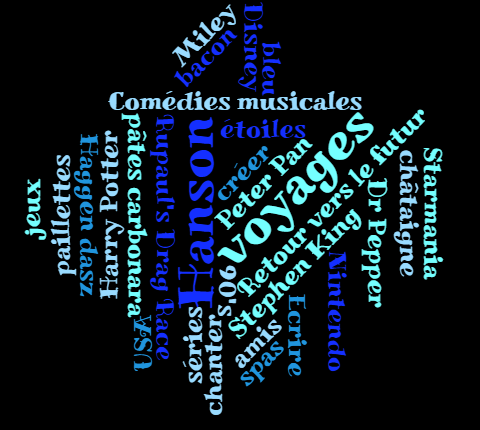 Miley
bacon
Disney
bleu
Comédies musicales
étoiles
pâtes carbonara
Rupaul's Drag Race
Hanson
créer
Peter Pan
voyages
Retour vers le futur
Stephen King
Starmania
châtaigne
Dr Pepper
Haggen dasz
Harry Potter
paillettes
jeux
90's
Nintendo
Ecrire
USA
séries
chanter
amis
spas